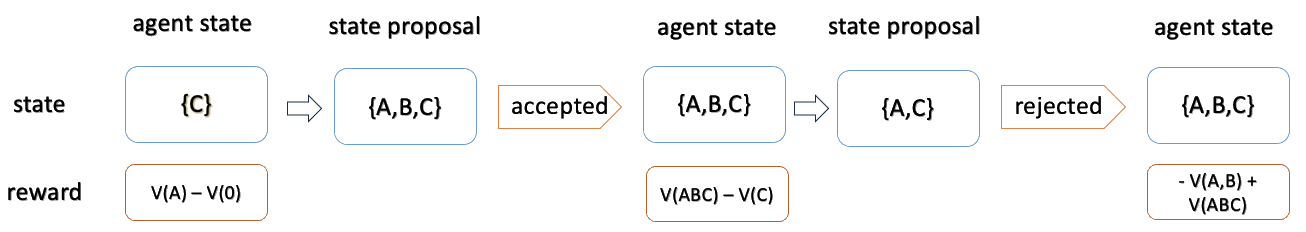 agent state state proposal agent state state proposal agent state
state {C} {A,B,C} accepted {A,B,C} {A,C} rejected {A,B,C}
reward V(A) – V(0) V(ABC) – V(C) - V(A,B) +
V(ABC)